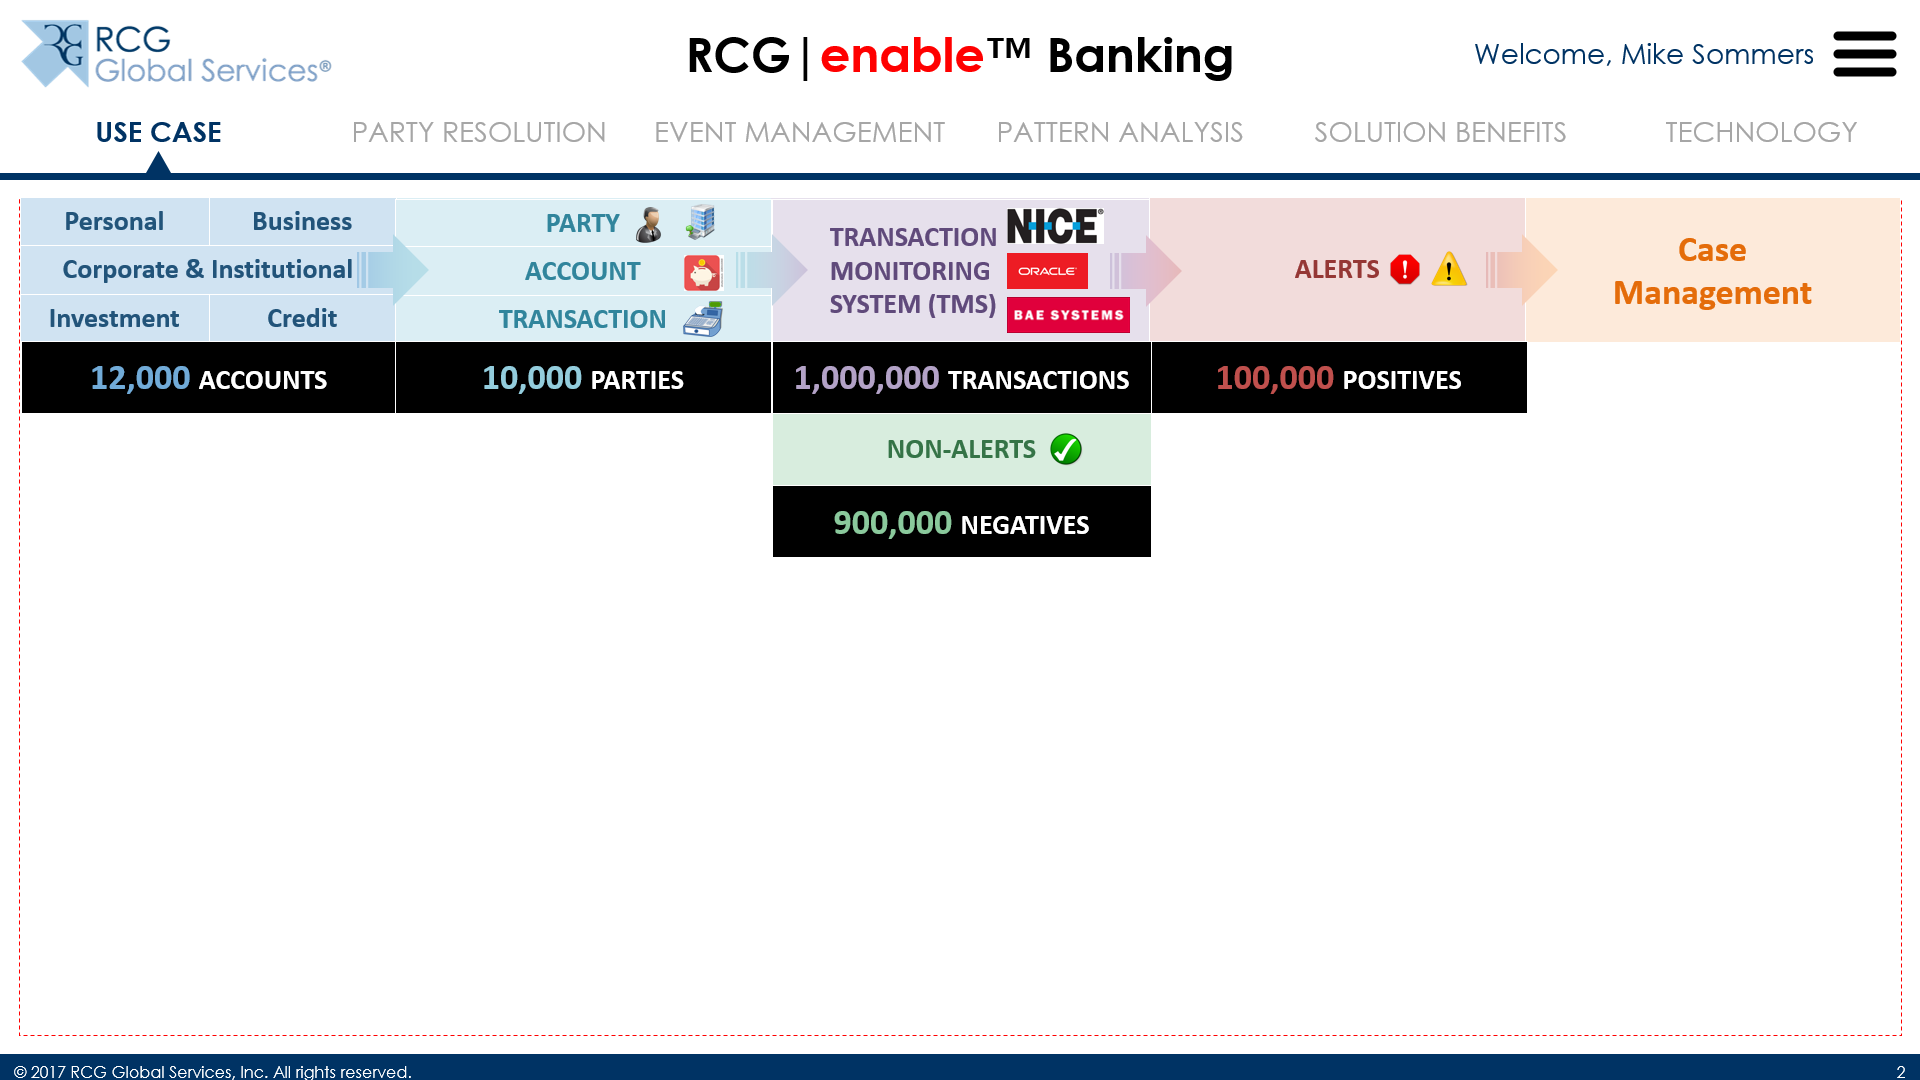 RCG
Global Services®
RCG|enable™ Banking
Welcome, Mike Sommers
USE CASE
PARTY RESOLUTION
EVENT MANAGEMENT
PATTERN ANALYSIS
SOLUTION BENEFITS
TECHNOLOGY
Personal
Business
Corporate & Institutional
Investment
Credit
PARTY
ACCOUNT
TRANSACTION
TRANSACTION
MONITORING
SYSTEM (TMS)
NICE®
ORACLE®
BAE SYSTEMS
ALERTS
Case
Management
12,000 ACCOUNTS
10,000 PARTIES
1,000,000 TRANSACTIONS
100,000 POSITIVES
NON-ALERTS
900,000 NEGATIVES
© 2017 RCG Global Services, Inc. All rights reserved.
2